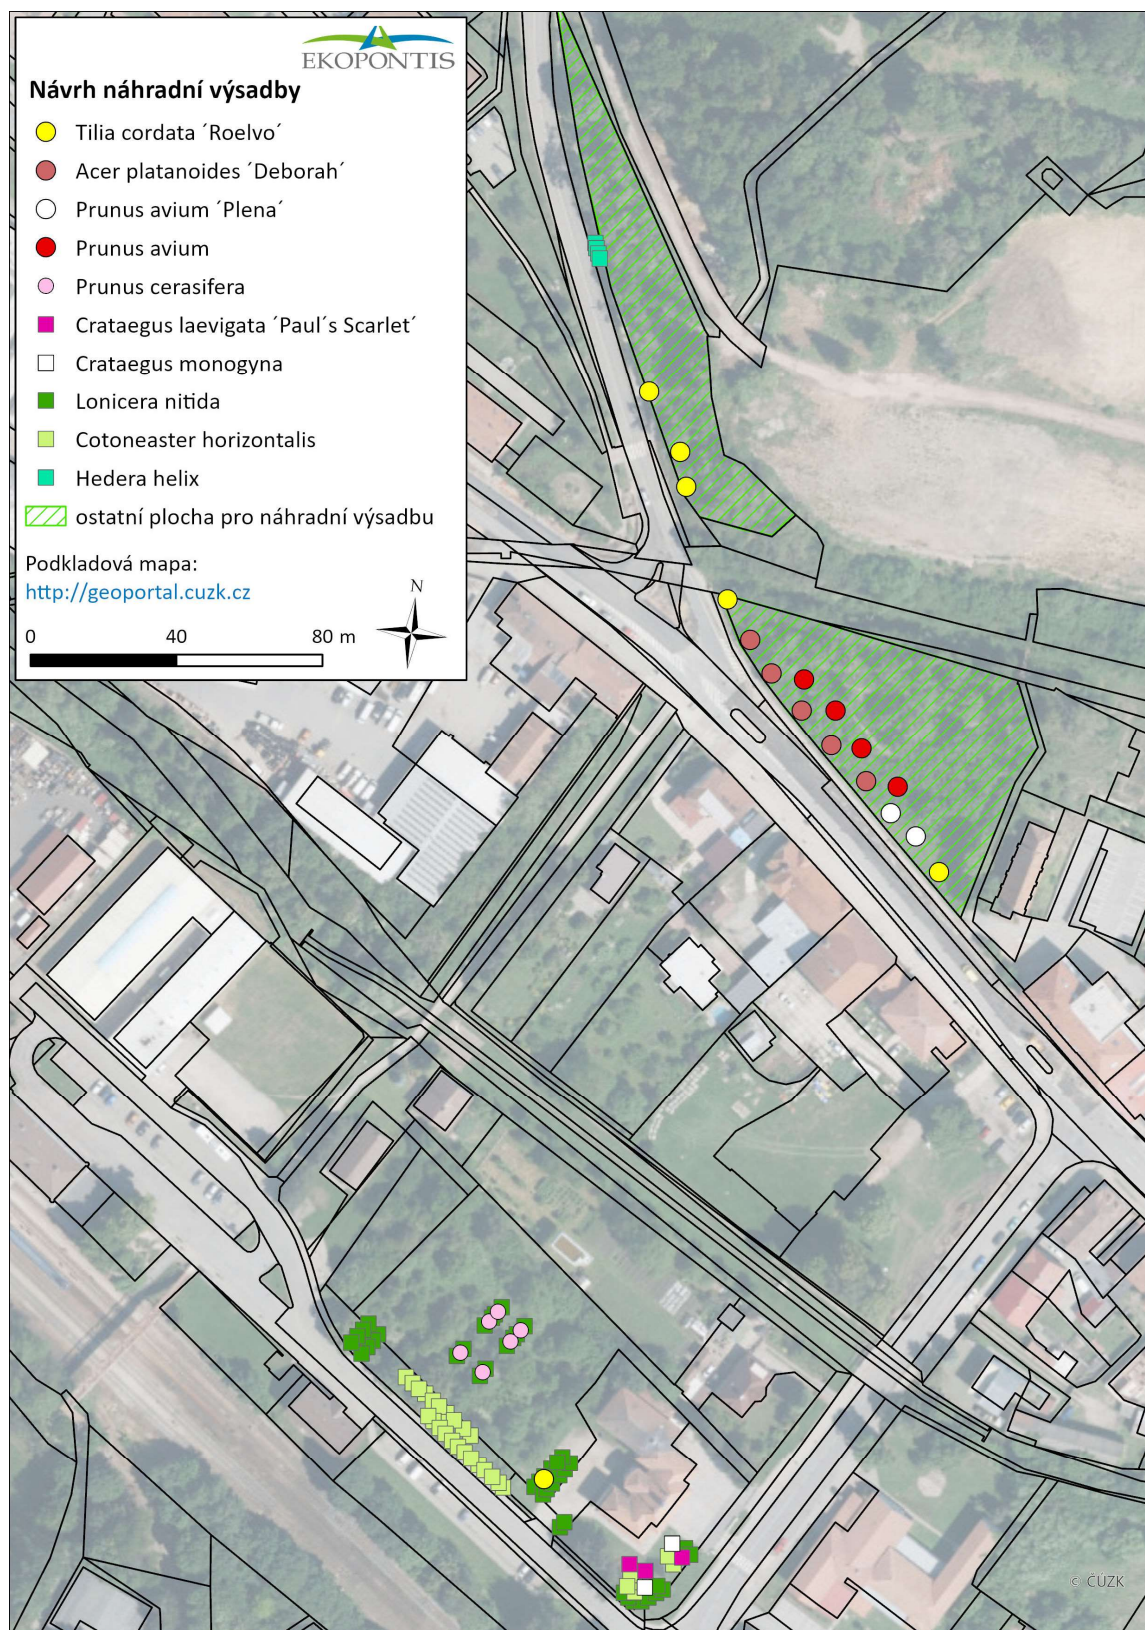 EKOPONTIS
Návrh náhradní výsadby
Tilia cordata ´Roelvo´
Acer platanoides ´Deborah´
Prunus avium ´Plena´
Prunus avium
Prunus cerasifera
Crataegus laevigata ´Paul´s Scarlet´
Crataegus monogyna
Lonicera nitida
Cotoneaster horizontalis
Hedera helix
ostatní plocha pro náhradní výsadbu
Podkladová mapa:
http://geoportal.cuzk.cz
N
0 40 80 m
© ČÚZK